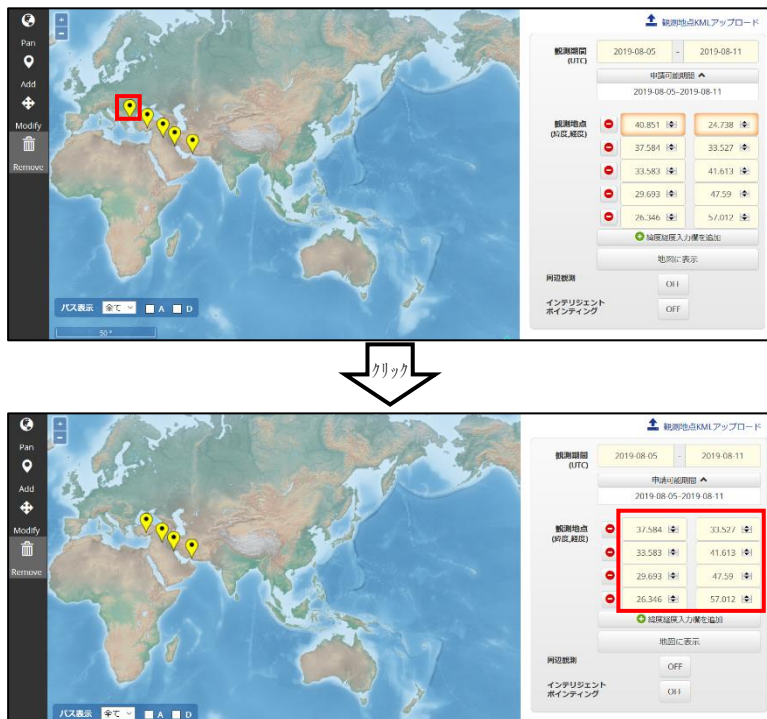 Pan
Add
Modify
Remove
+
-
パス表示 全て A D
50 °
観測地点KMLアップロード
観測期間
(UTC)
2019-08-05 - 2019-08-11
申請可能期間
2019-08-05-2019-08-11
観測地点
(緯度,経度)
40.851 24.738
37.584 33.527
33.583 41.613
29.693 47.59
26.346 57.012
緯度経度入力欄を追加
地図に表示
周辺観測
OFF
インテリジェント
ポインティング
OFF
クリック
Pan
Add
Modify
Remove
+
-
パス表示 全て A D
観測地点KMLアップロード
観測期間
(UTC)
2019-08-05 - 2019-08-11
申請可能期間
2019-08-05-2019-08-11
観測地点
(緯度,経度)
37.584 33.527
33.583 41.613
29.693 47.59
26.346 57.012
緯度経度入力欄を追加
地図に表示
周辺観測
OFF
インテリジェント
ポインティング
OFF